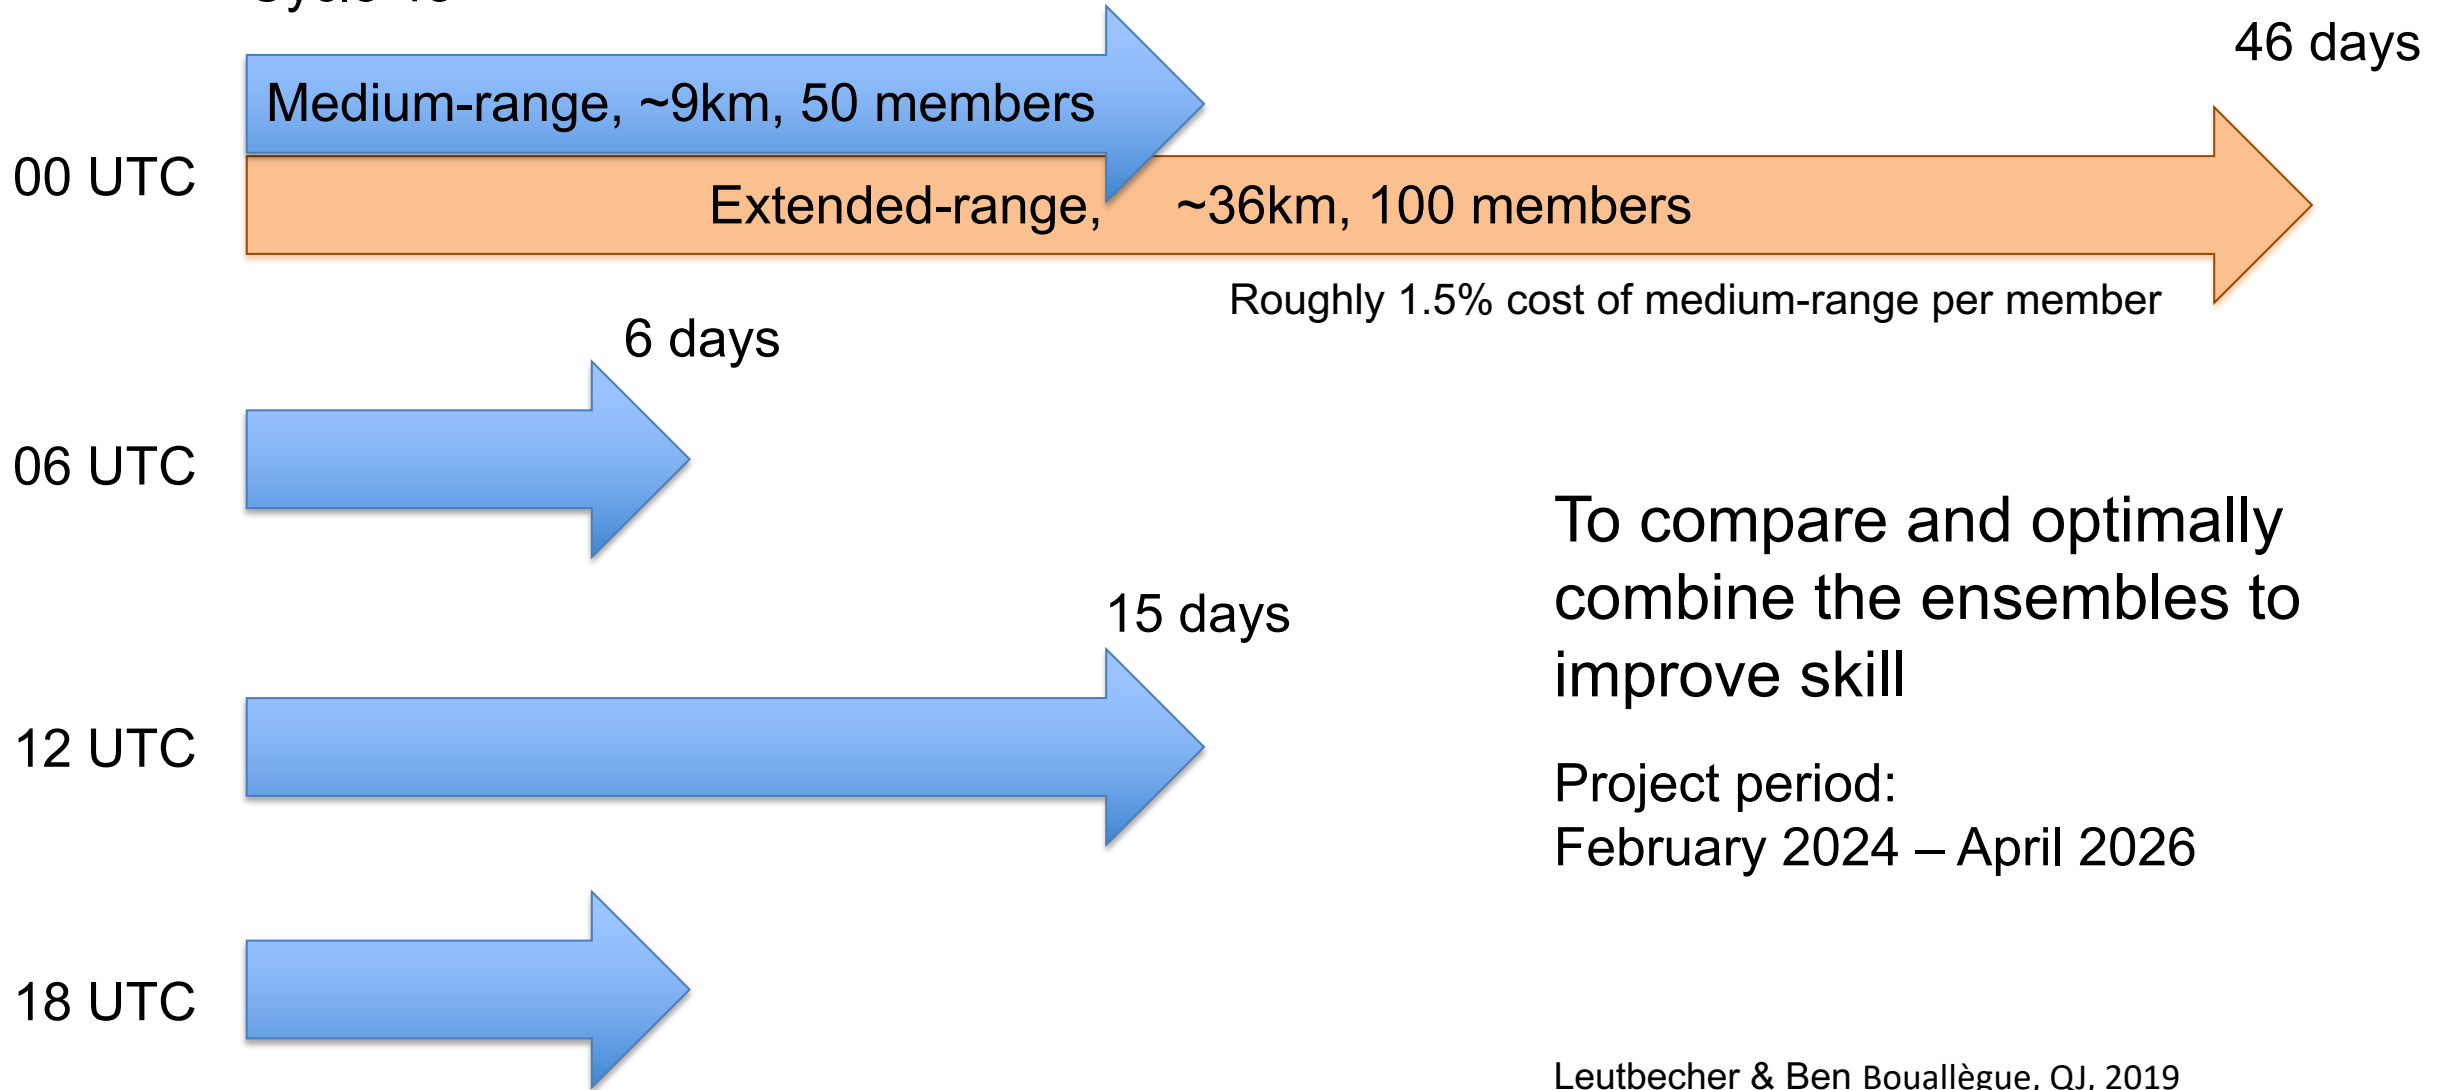 46 days
Medium-range, ~9km, 50 members
00 UTC
Extended-range, ~36km, 100 members
Roughly 1.5% cost of medium-range per member
6 days
06 UTC
To compare and optimally
combine the ensembles to
improve skill
15 days
12 UTC
Project period:
February 2024 – April 2026
18 UTC
Leutbecher & Ben Bouallègue, QJ, 2019